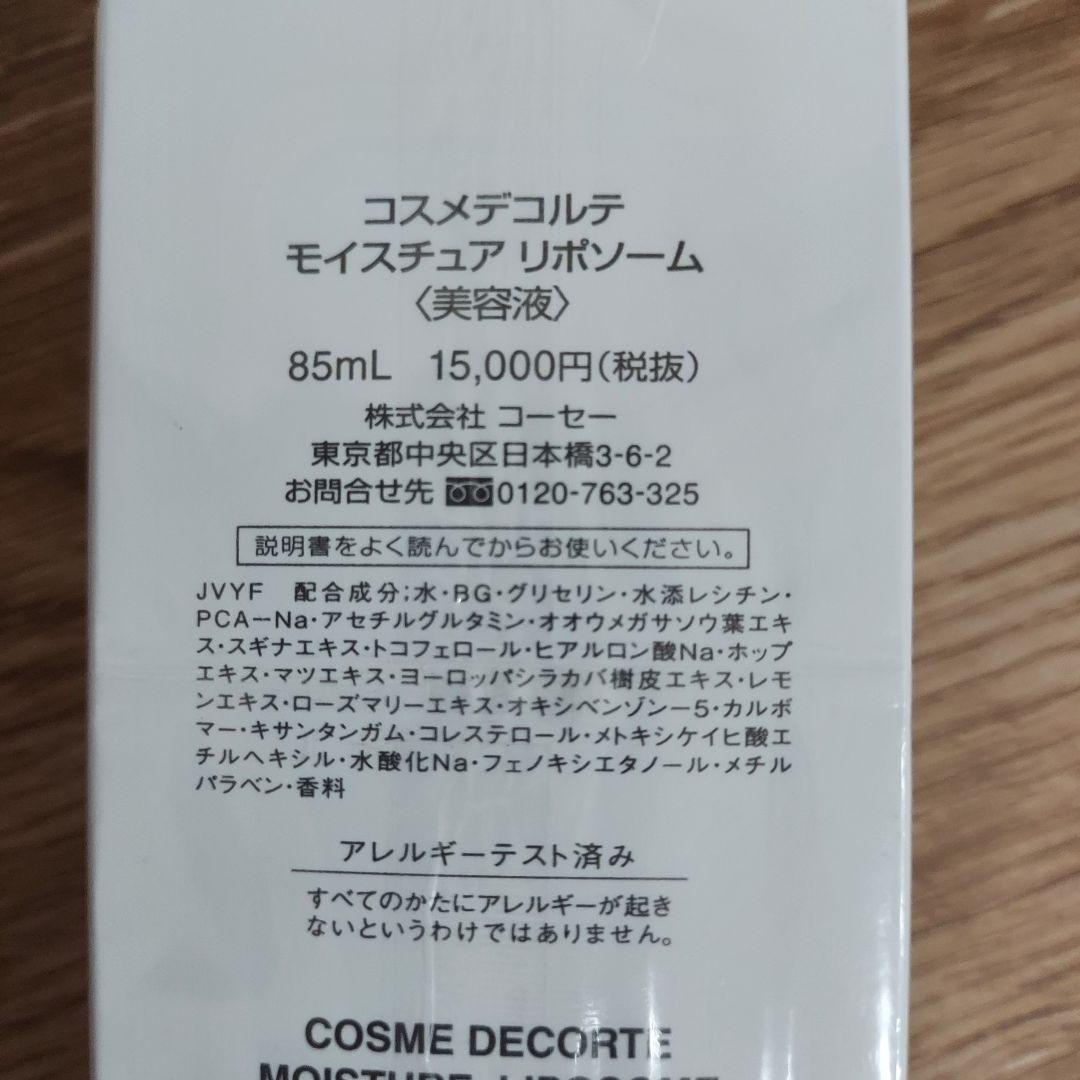 コスメデコルテ
モイスチュア リポソーム
〈美容液〉
85mL 15,000円(税抜)
株式会社 コーセー
東京都中央区日本橋3-6-2
お問合せ先 0120-763-325
説明書をよく読んでからお使いください。
JVYF 配合成分;水・BG・グリセリン・水添レシチン・
PCA-Na・アセチルグルタミン・オオウメガサソウ葉エキ
ス・スギナエキス・トコフェロール・ヒアルロン酸Na・ホップ
エキス・マツエキス・ヨーロッパシラカバ樹皮エキス・レモ
ンエキス・ローズマリーエキス・オキシベンゾン-5・カルボ
マー・キサンタンガム・コレステロール・メトキシケイヒ酸エ
チルヘキシル・水酸化Na・フェノキシエタノール・メチル
パラベン・香料
アレルギーテスト済み
すべてのかたにアレルギーが起き
ないというわけではありません。
COSME DECORTE
MOISTURE LIPOSOME